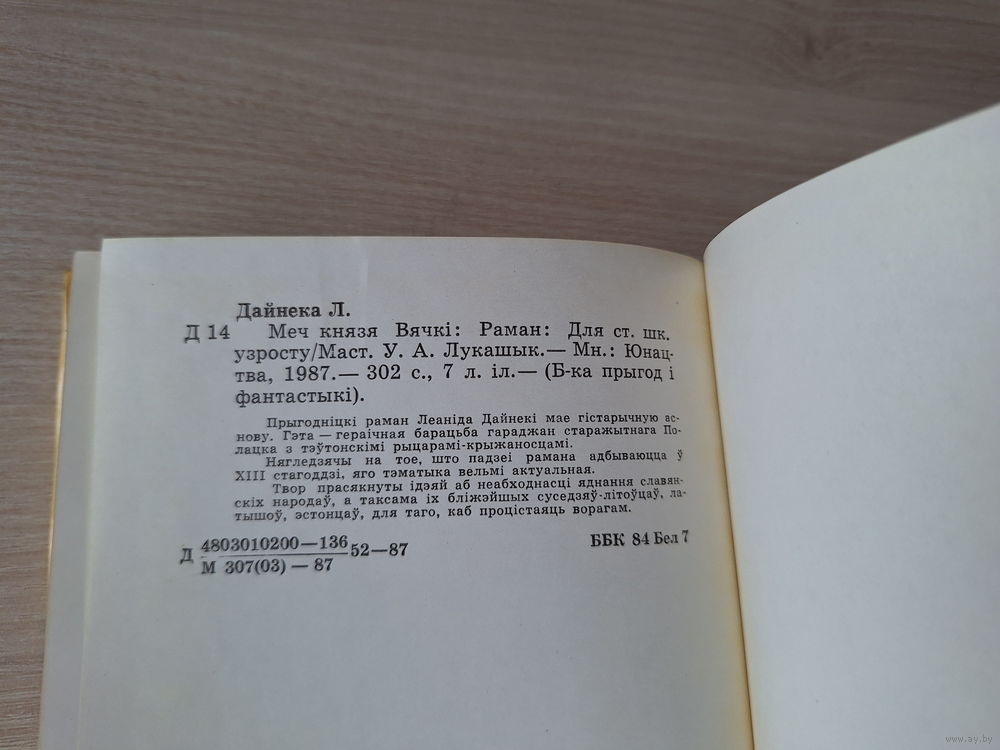 Дайнека Л.
Д 14 Меч князя Вячкі: Раман: Для ст. шк.
узросту/Маст. У. А. Лукашык.— Мн.: Юнац-
тва, 1987.— 302 с., 7 л. іл.— (Б-ка прыгод і
фантастыкі).
Прыгодніцкі раман Леаніда Дайнекі мае гістарычную ас-
нову. Гэта — гераічная барацьба гараджан старажытнага По-
лацка з тэўтонскімі рыцарамі-крыжаносцамі.
Нягледзячы на тое, што падзеі рамана адбываюцца ў
XIII стагоддзі, яго тэматыка вельмі актуальная.
Твор прасякнуты ідэяй аб неабходнасці яднання славян-
скіх народаў, а таксама іх бліжэйшых суседзяў-літоўцаў, ла-
тышоў, эстонцаў, для таго, каб процістаяць ворагам.
Д 4803010200—136 52—87 ББК 84 Бел 7
М 307(03) — 87
www.ay.by